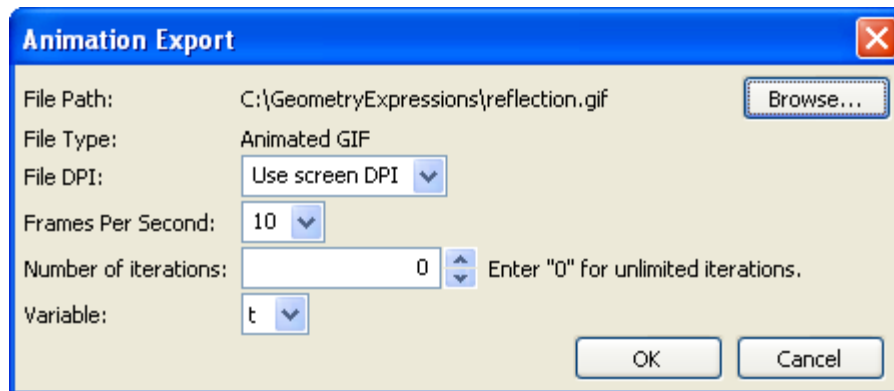 Animation Export
File Path: C:\GeometryExpressions\reflection.gif Browse...
File Type: Animated GIF
File DPI: Use screen DPI
Frames Per Second: 10
Number of iterations: 0 Enter "0" for unlimited iterations.
Variable: t
OK Cancel